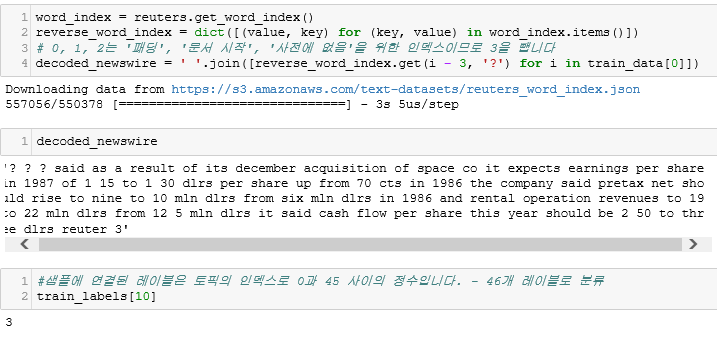 1 word_index = reuters.get_word_index()
2 reverse_word_index = dict([(value, key) for (key, value) in word_index.items()])
3 # 0, 1, 2는 '패딩', '문서 시작', '사전에 없음'을 위한 인덱스이므로 3을 뺍니다
4 decoded_newswire = ' '.join([reverse_word_index.get(i - 3, '?') for i in train_data[0]])
Downloading data from https://s3.amazonaws.com/text-datasets/reuters_word_index.json
557056/550378 [==============================] - 3s 5us/step
1 decoded_newswire
'? ? ? said as a result of its december acquisition of space co it expects earnings per share
in 1987 of 1 15 to 1 30 dlrs per share up from 70 cts in 1986 the company said pretax net sho
uld rise to nine to 10 mln dlrs from six mln dlrs in 1986 and rental operation revenues to 19
to 22 mln dlrs from 12 5 mln dlrs it said cash flow per share this year should be 2 50 to thr
ee dlrs reuter 3'
1 #샘플에 연결된 레이블은 토픽의 인덱스로 0과 45 사이의 정수입니다. - 46개 레이블로 분류
2 train_labels[10]
3